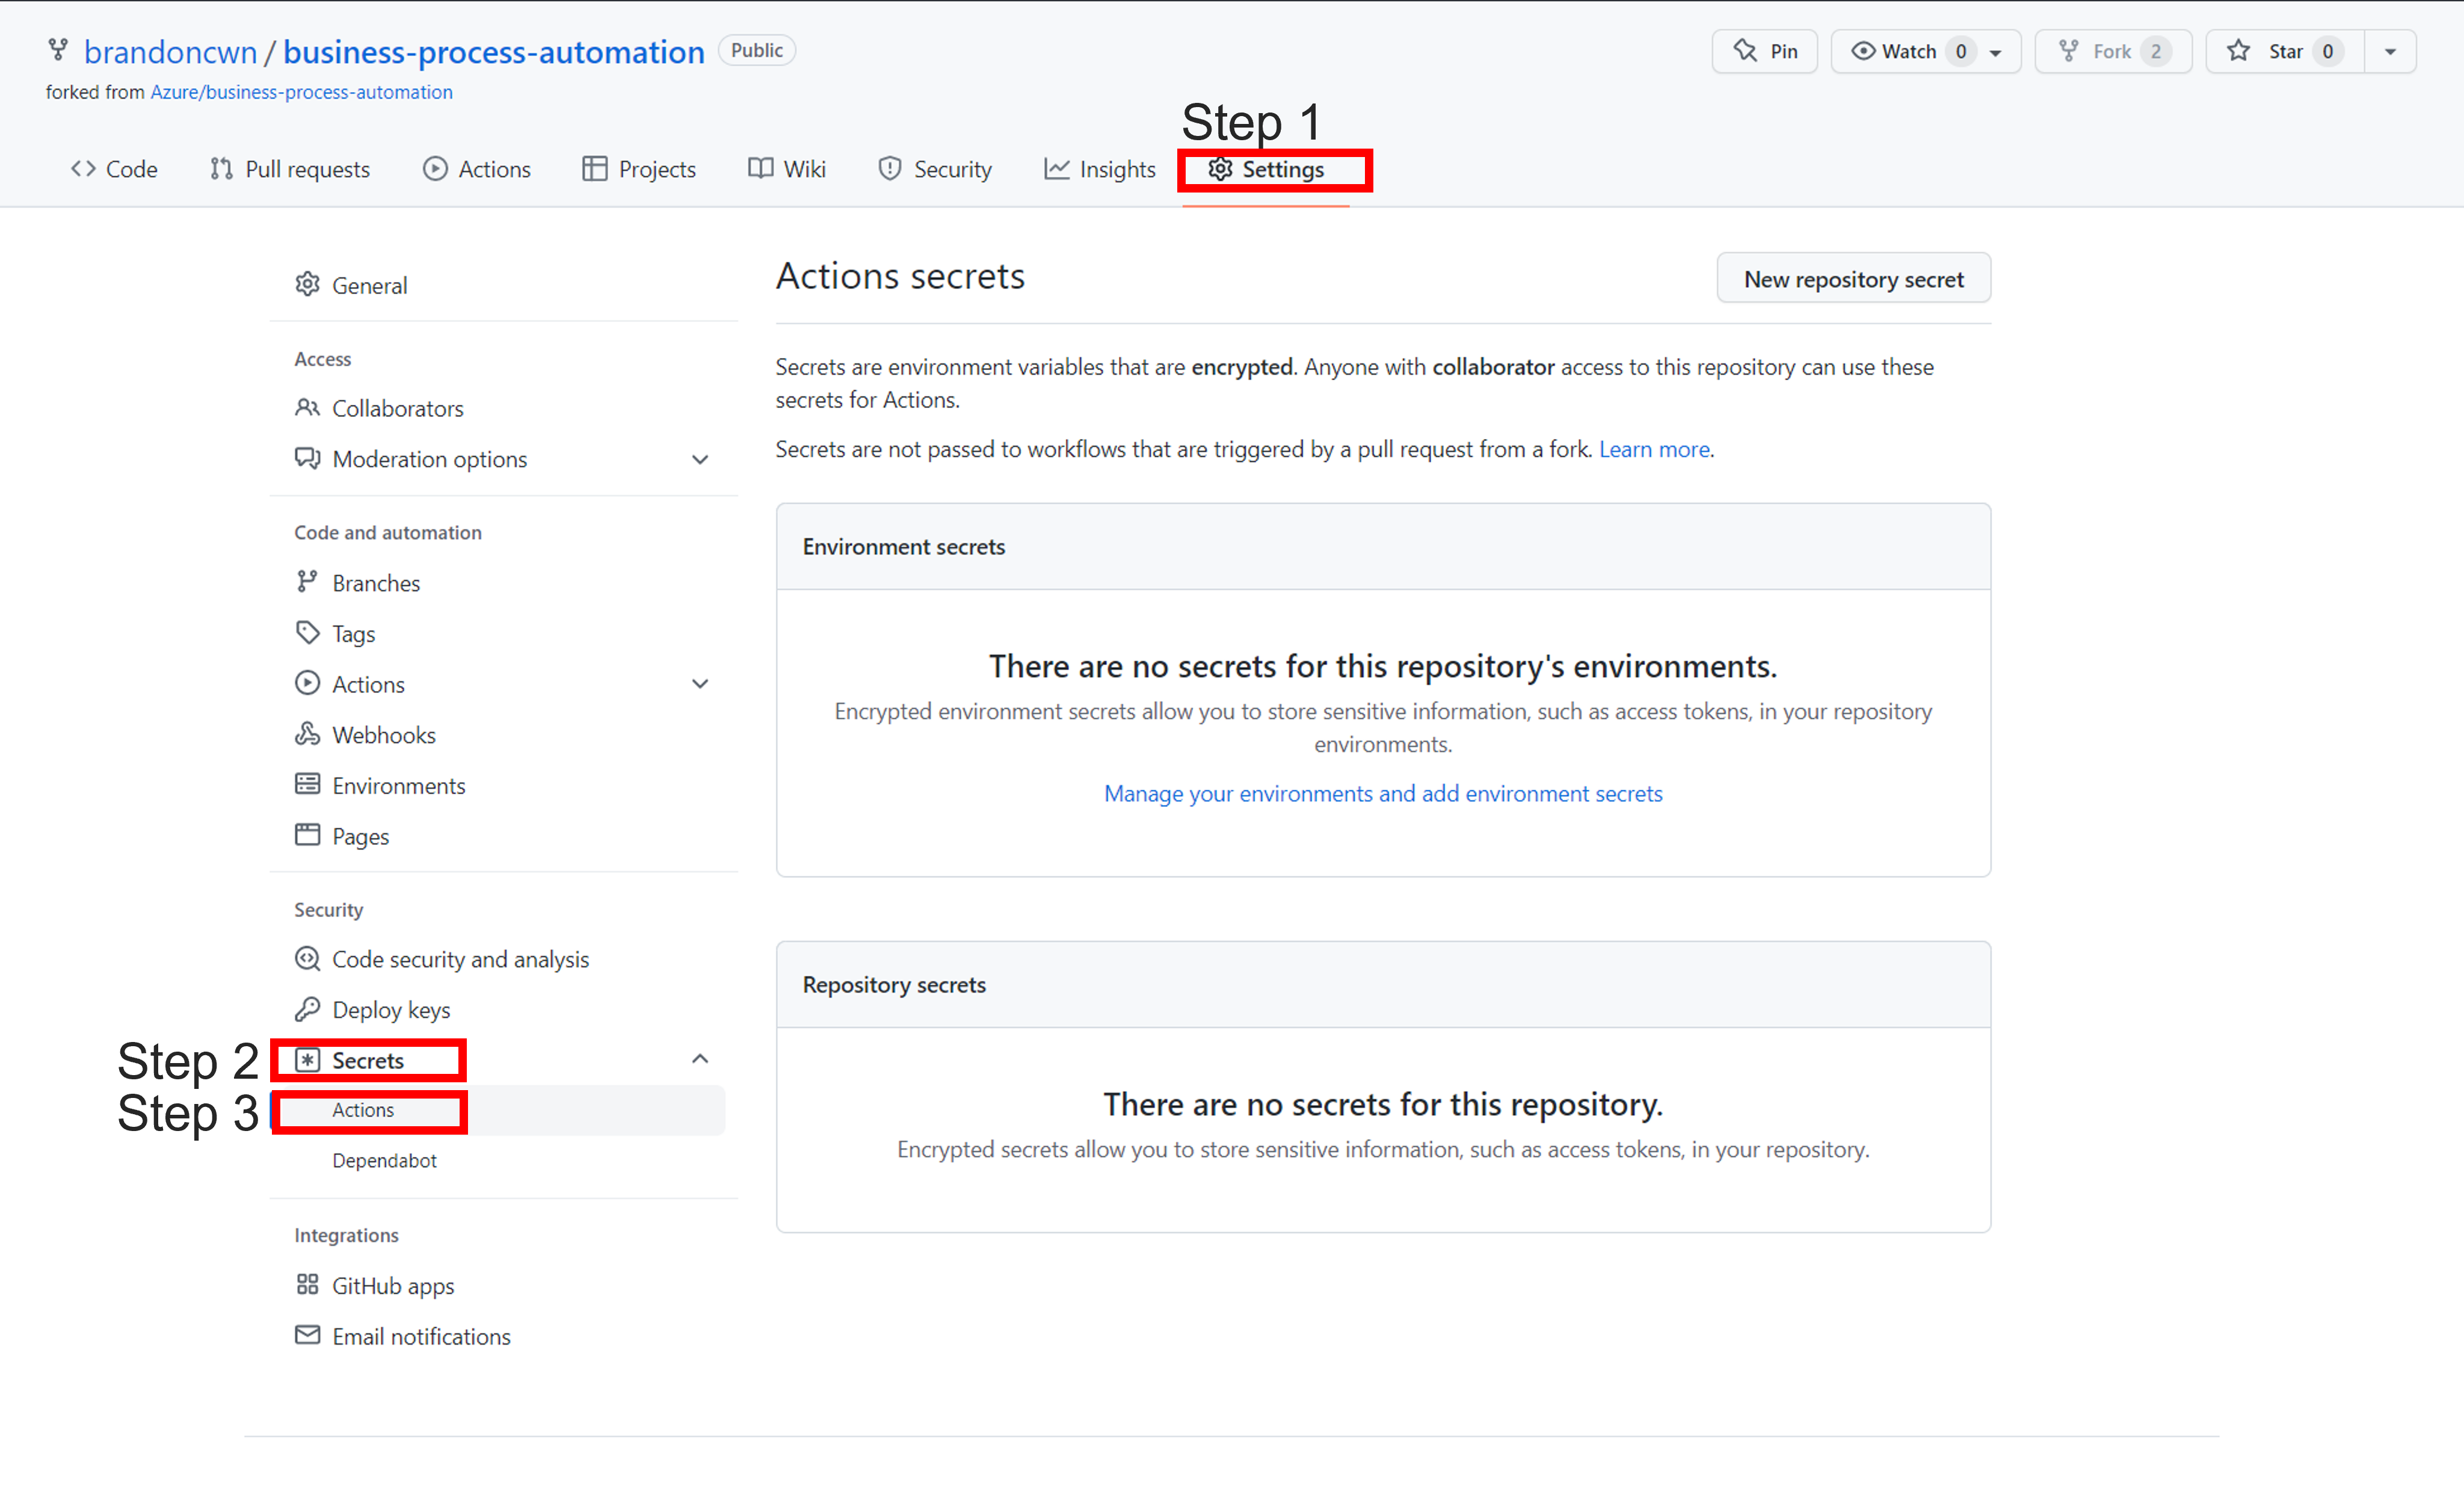 brandoncwn / business-process-automation Public
Pin Watch 0 Fork 2 Star 0
forked from Azure/business-process-automation
Step 1
Code Pull requests Actions Projects Wiki Security Insights Settings
General
Access
Collaborators
Moderation options
Code and automation
Branches
Tags
Actions
Webhooks
Environments
Pages
Security
Code security and analysis
Deploy keys
Step 2 Secrets
Step 3 Actions
Dependabot
Integrations
GitHub apps
Email notifications
Actions secrets
New repository secret
Secrets are environment variables that are encrypted. Anyone with collaborator access to this repository can use these
secrets for Actions.
Secrets are not passed to workflows that are triggered by a pull request from a fork. Learn more.
Environment secrets
There are no secrets for this repository's environments.
Encrypted environment secrets allow you to store sensitive information, such as access tokens, in your repository
environments.
Manage your environments and add environment secrets
Repository secrets
There are no secrets for this repository.
Encrypted secrets allow you to store sensitive information, such as access tokens, in your repository.